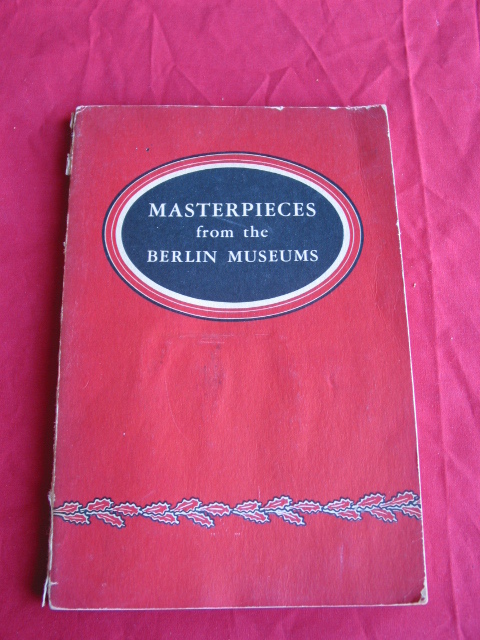 MASTERPIECES
from the
BERLIN MUSEUMS